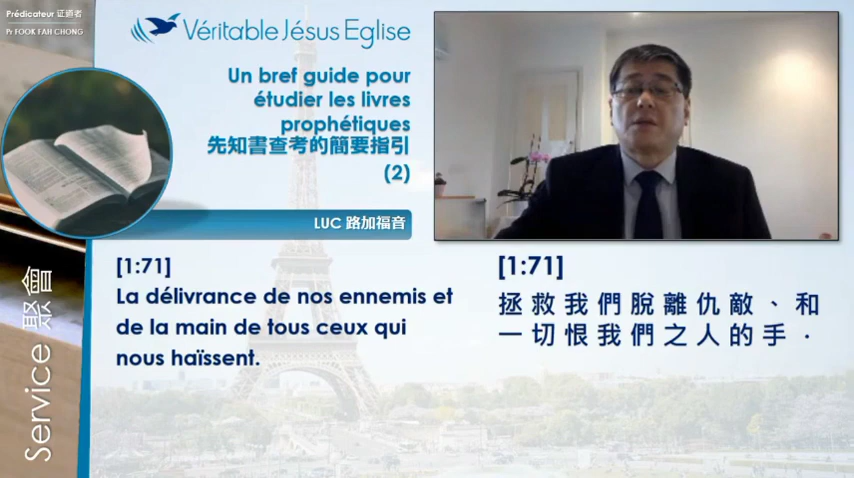 Prédicateur 证道者
Pr FOOK FAH CHONG
Véritable Jésus Eglise
Un bref guide pour
étudier les livres
prophétiques
先知書查考的簡要指引
(2)
LUC 路加福音
[1:71]
La délivrance de nos ennemis et
de la main de tous ceux qui
nous haïssent.
[1:71]
拯救我們脫離仇敵、和
一切恨我們之人的手．
Service 聚會